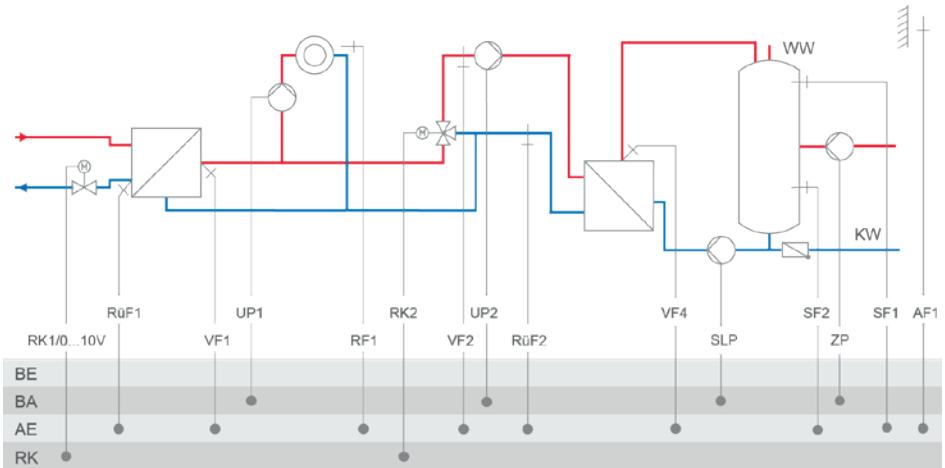 WW
M
M
KW
RüF1 UP1 RK2 UP2 VF4 SF2 SF1 AF1
RK1/0...10V VF1 RF1 VF2 RüF2 SLP ZP
BE
BA
AE
RK